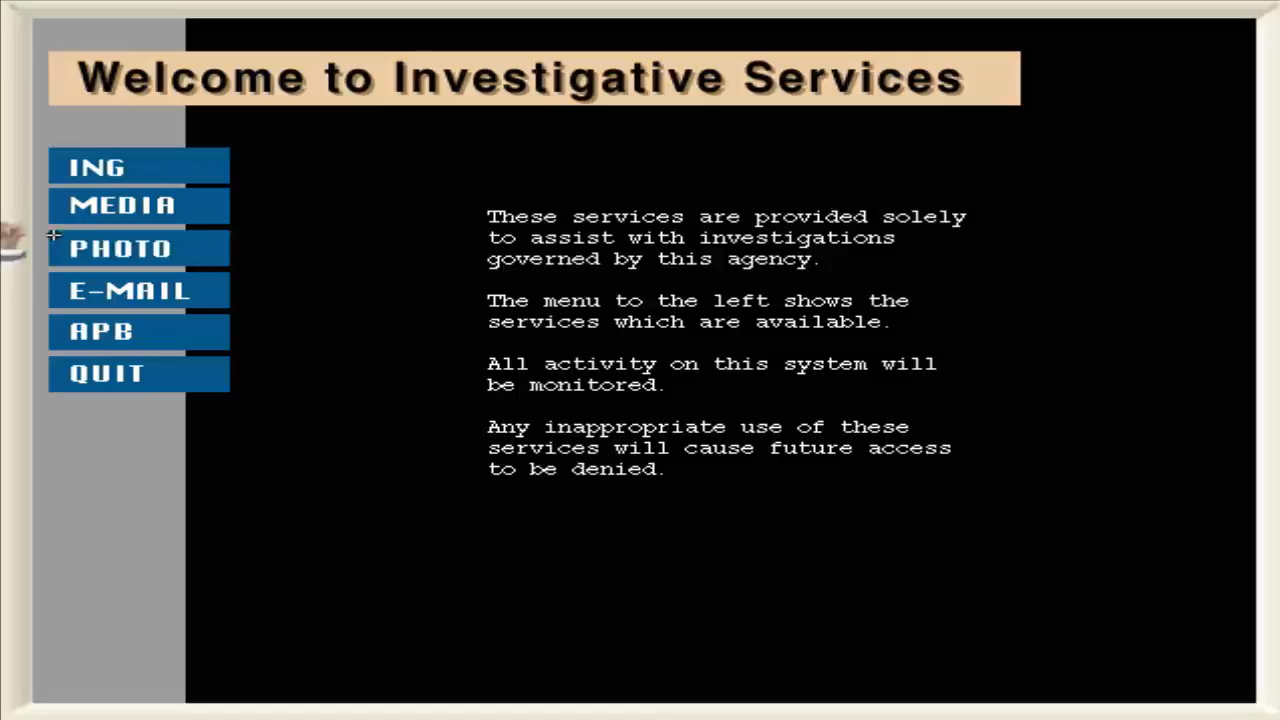 Welcome to Investigative Services
ING
MEDIA
PHOTO
E-MAIL
APB
QUIT
These services are provided solely
to assist with investigations
governed by this agency.
The menu to the left shows the
services which are available.
All activity on this system will
be monitored.
Any inappropriate use of these
services will cause future access
to be denied.